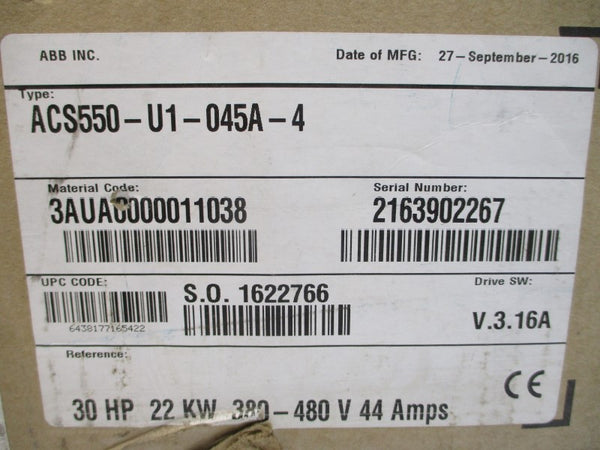 ABB INC. Date of MFG: 27-September-2016
Type:
ACS550-U1-045A-4
Material Code: Serial Number:
3AUA0000011038 2163902267
UPC CODE: S.O. 1622766 Drive SW:
6438177165422 V.3.16A
Reference: CE
30 HP 22 KW 380-480 V 44 Amps